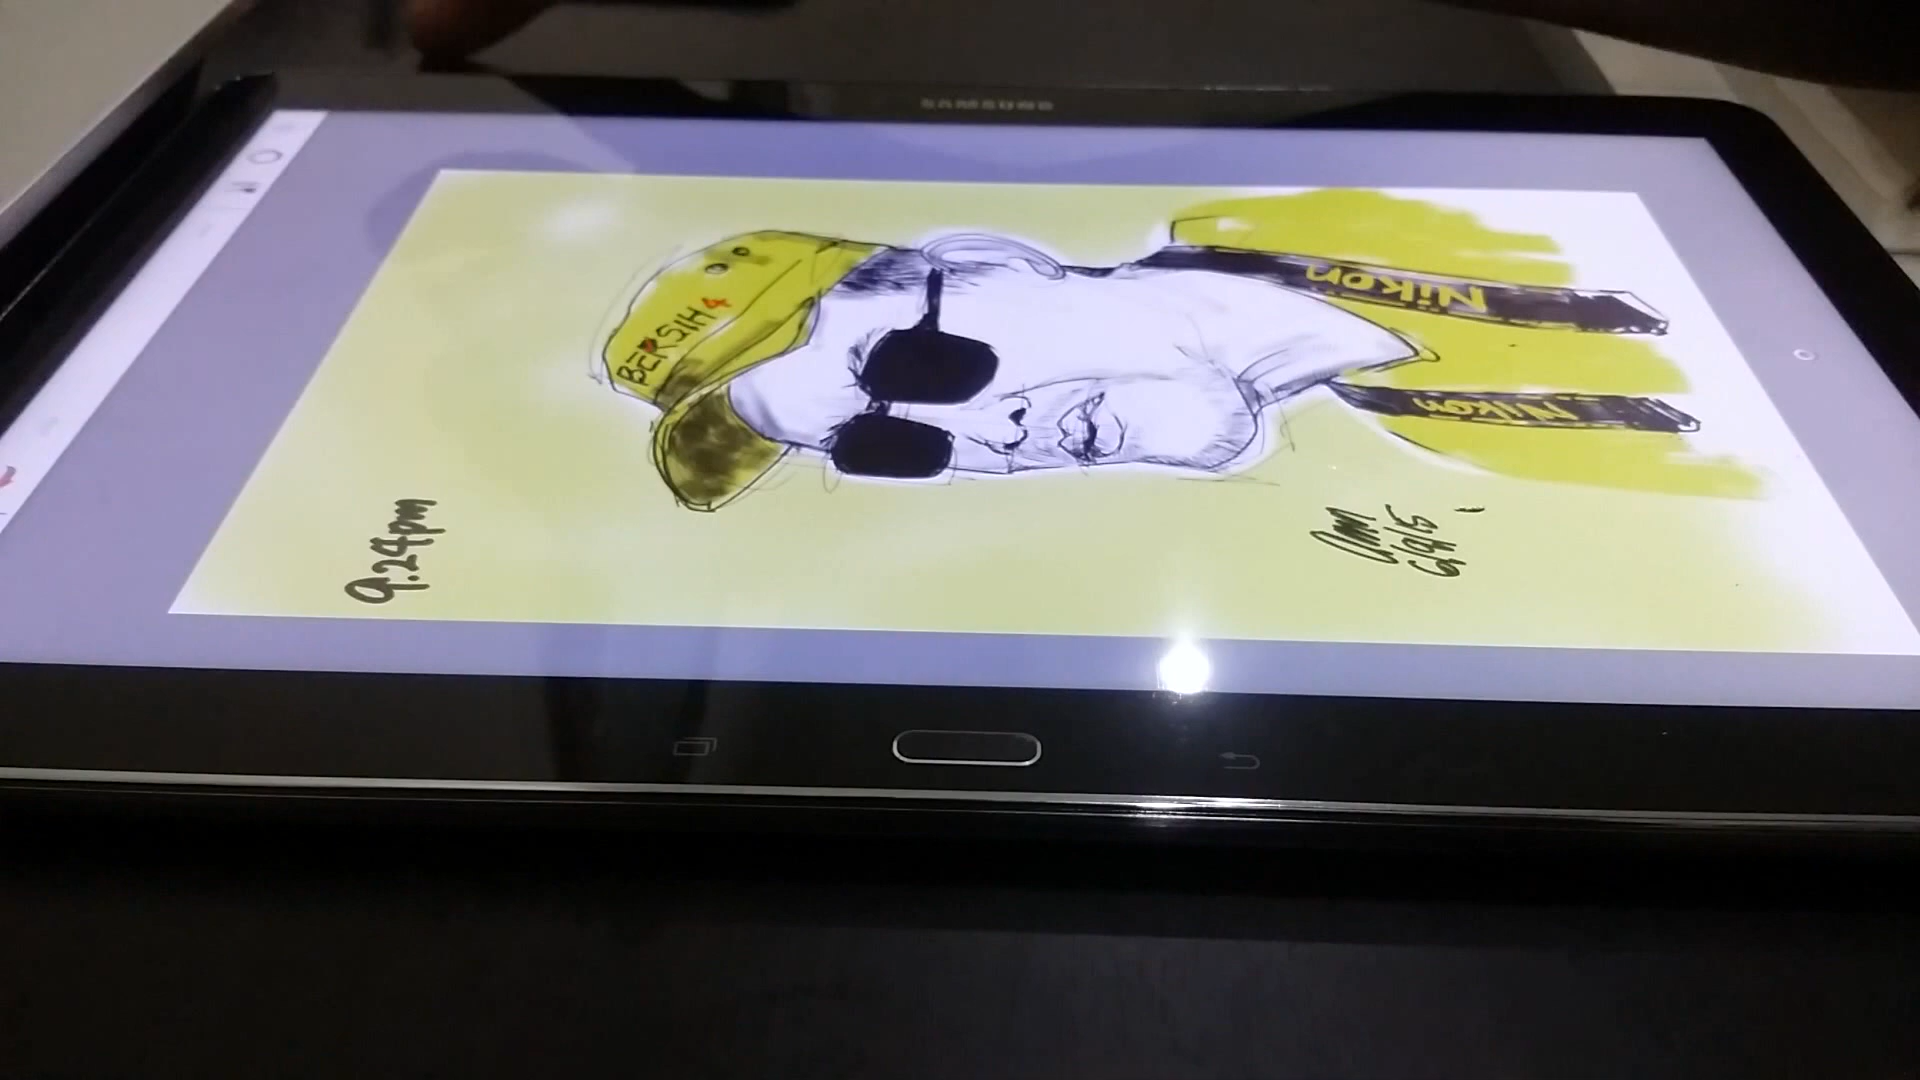 SAMSUNG
BERSIH 4
Nikon
Nikon
9.24pm
6/9/15